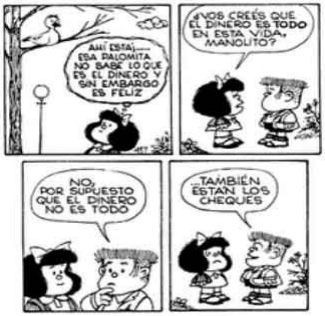 AHÍ ESTÁ;.....
ESA PALOMITA
NO SABE LO QUE
ES EL DINERO Y
SIN EMBARGO
ES FELIZ
¿VOS CREÉS QUE
EL DINERO ES TODO
EN ESTA VIDA,
MANOLITO?
NO,
POR SUPUESTO
QUE EL DINERO
NO ES TODO
...TAMBIÉN
ESTÁN LOS
CHEQUES